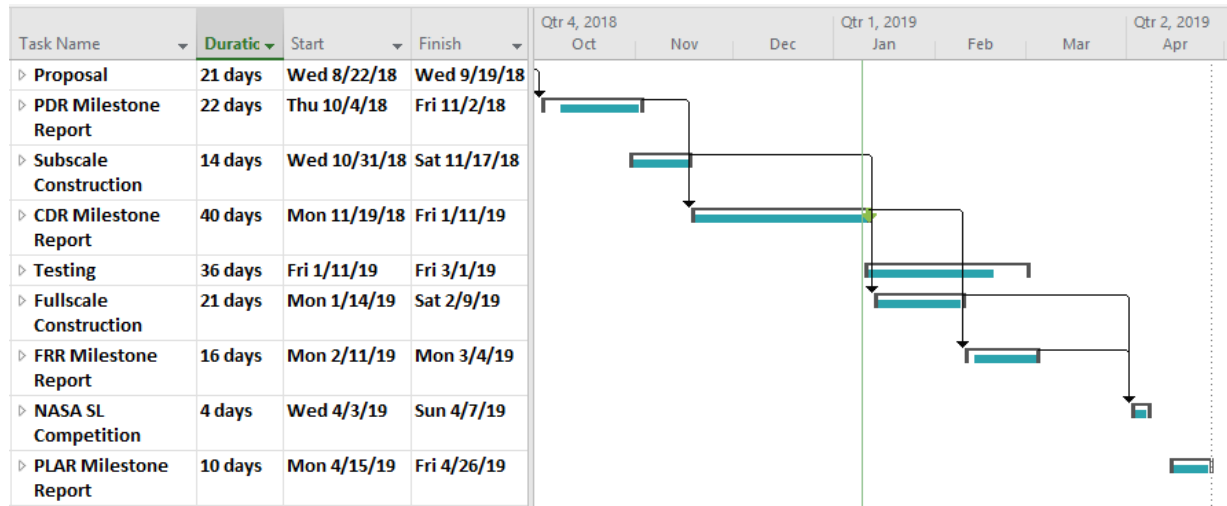 Qtr 4, 2018 Qtr 1, 2019 Qtr 2, 2019
Task Name Duratic Start Finish Oct Nov Dec Jan Feb Mar Apr
Proposal 21 days Wed 8/22/18 Wed 9/19/18
PDR Milestone 22 days Thu 10/4/18 Fri 11/2/18
Report
Subscale 14 days Wed 10/31/18 Sat 11/17/18
Construction
CDR Milestone 40 days Mon 11/19/18 Fri 1/11/19
Report
Testing 36 days Fri 1/11/19 Fri 3/1/19
Fullscale 21 days Mon 1/14/19 Sat 2/9/19
Construction
FRR Milestone 16 days Mon 2/11/19 Mon 3/4/19
Report
NASA SL 4 days Wed 4/3/19 Sun 4/7/19
Competition
PLAR Milestone 10 days Mon 4/15/19 Fri 4/26/19
Report